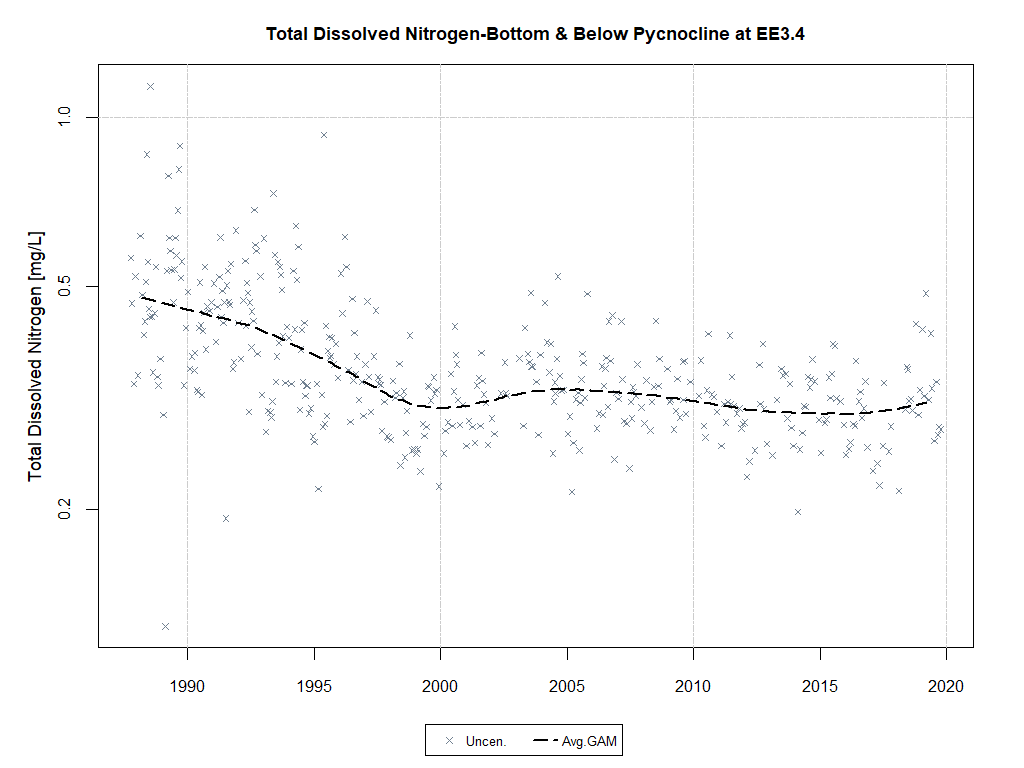 Total Dissolved Nitrogen-Bottom & Below Pycnocline at EE3.4
Total Dissolved Nitrogen [mg/L]
1.0
0.5
0.2
1990 1995 2000 2005 2010 2015 2020
Uncen. Avg.GAM